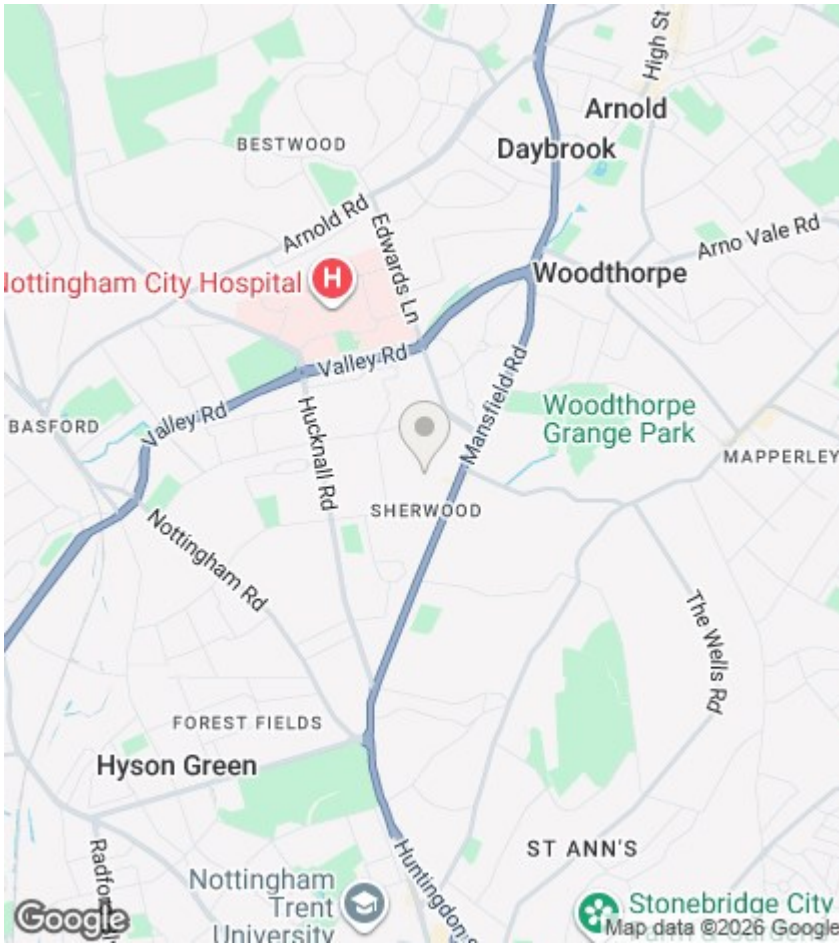 High St
Arnold
Daybrook
BESTWOOD
Arnold Rd
Edwards Ln
Arno Vale Rd
Woodthorpe
Nottingham City Hospital
H
Valley Rd
Mansfield Rd
Valley Rd
Hucknall Rd
Woodthorpe
Grange Park
BASFORD
MAPPERLEY
SHERWOOD
Nottingham Rd
The Wells Rd
FOREST FIELDS
Hyson Green
ST ANN'S
Nottingham
Trent
University
Stonebridge City
Google
Map data ©2026 Google